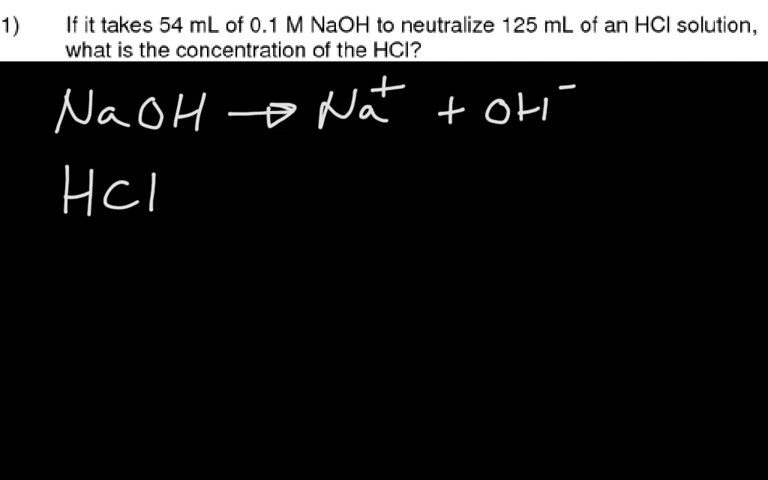 1) If it takes 54 mL of 0.1 M NaOH to neutralize 125 mL of an HCl solution,
what is the concentration of the HCl?
NaOH → Na⁺ + OH⁻
HCl